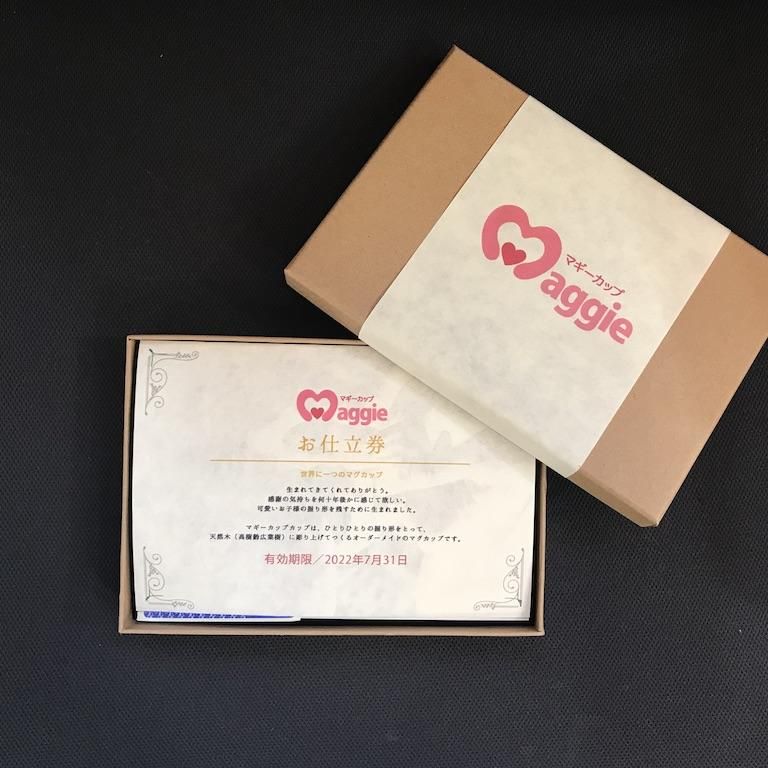 マギーカップ
Maggie
マギーカップ
Maggie
お仕立券
世界に一つのマグカップ
生まれてきてくれてありがとう。
感謝の気持ちを何十年後かに感じて欲しい。
可愛いお子様の握り形を残すために生まれました。
マギーカップカップは、ひとりひとりの握り形をとって、
天然木（高樹齢広葉樹）に彫り上げてつくるオーダーメイドのマグカップです。
有効期限／2022年7月31日